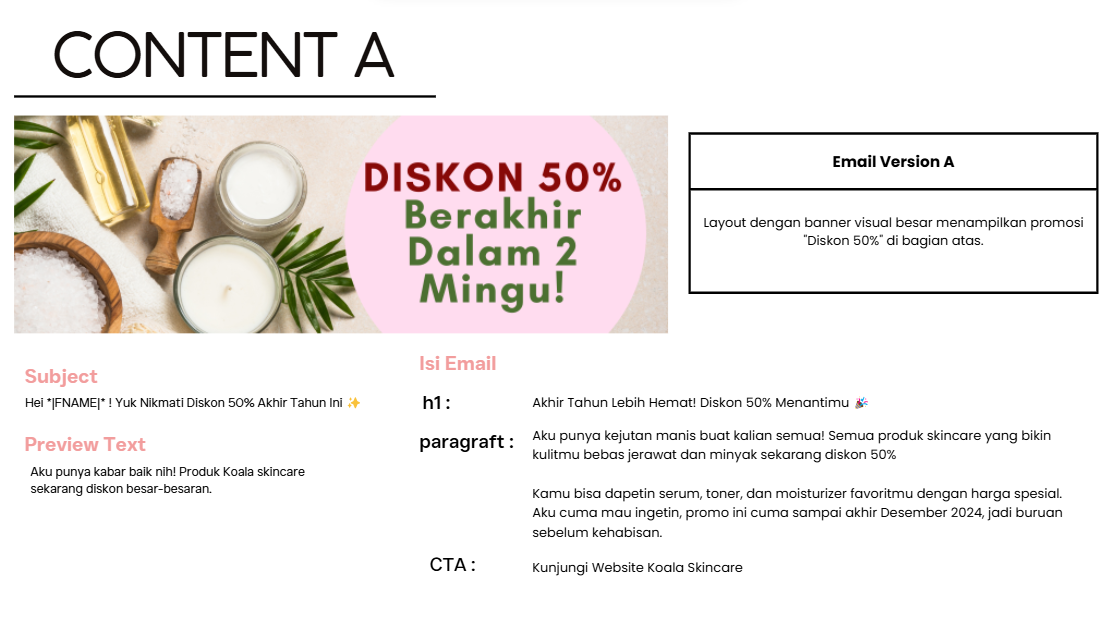 CONTENT A
DISKON 50%
Berakhir
Dalam 2
Mingu!
Email Version A
Layout dengan banner visual besar menampilkan promosi
"Diskon 50%" di bagian atas.
Subject
Hei *|FNAME|* ! Yuk Nikmati Diskon 50% Akhir Tahun Ini ✨
Preview Text
Aku punya kabar baik nih! Produk Koala skincare
sekarang diskon besar-besaran.
Isi Email
h1 :
Akhir Tahun Lebih Hemat! Diskon 50% Menantimu 🎉
paragraft :
Aku punya kejutan manis buat kalian semua! Semua produk skincare yang bikin
kulitmu bebas jerawat dan minyak sekarang diskon 50%
Kamu bisa dapetin serum, toner, dan moisturizer favoritmu dengan harga spesial.
Aku cuma mau ingetin, promo ini cuma sampai akhir Desember 2024, jadi buruan
sebelum kehabisan.
CTA :
Kunjungi Website Koala Skincare